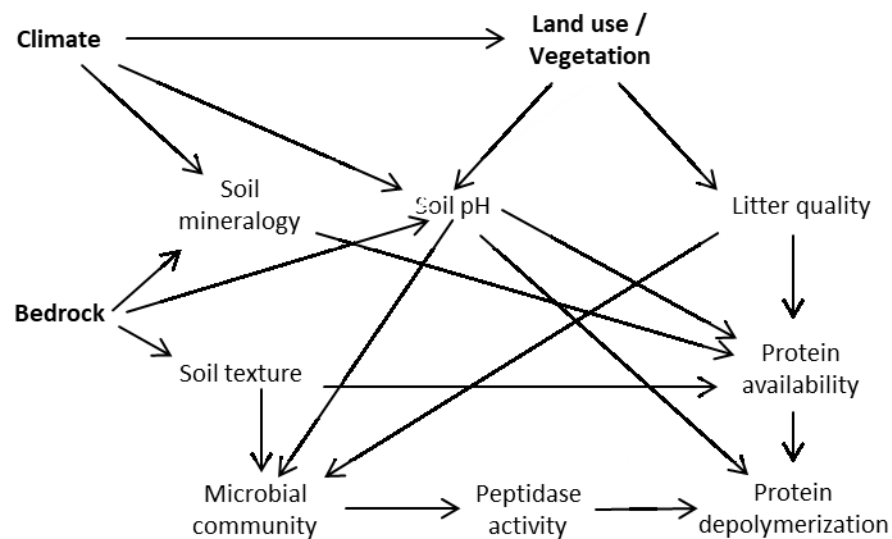 Climate
Land use /
Vegetation
Soil
mineralogy
Soil pH
Litter quality
Bedrock
Soil texture
Protein
availability
Microbial
community
Peptidase
activity
Protein
depolymerization